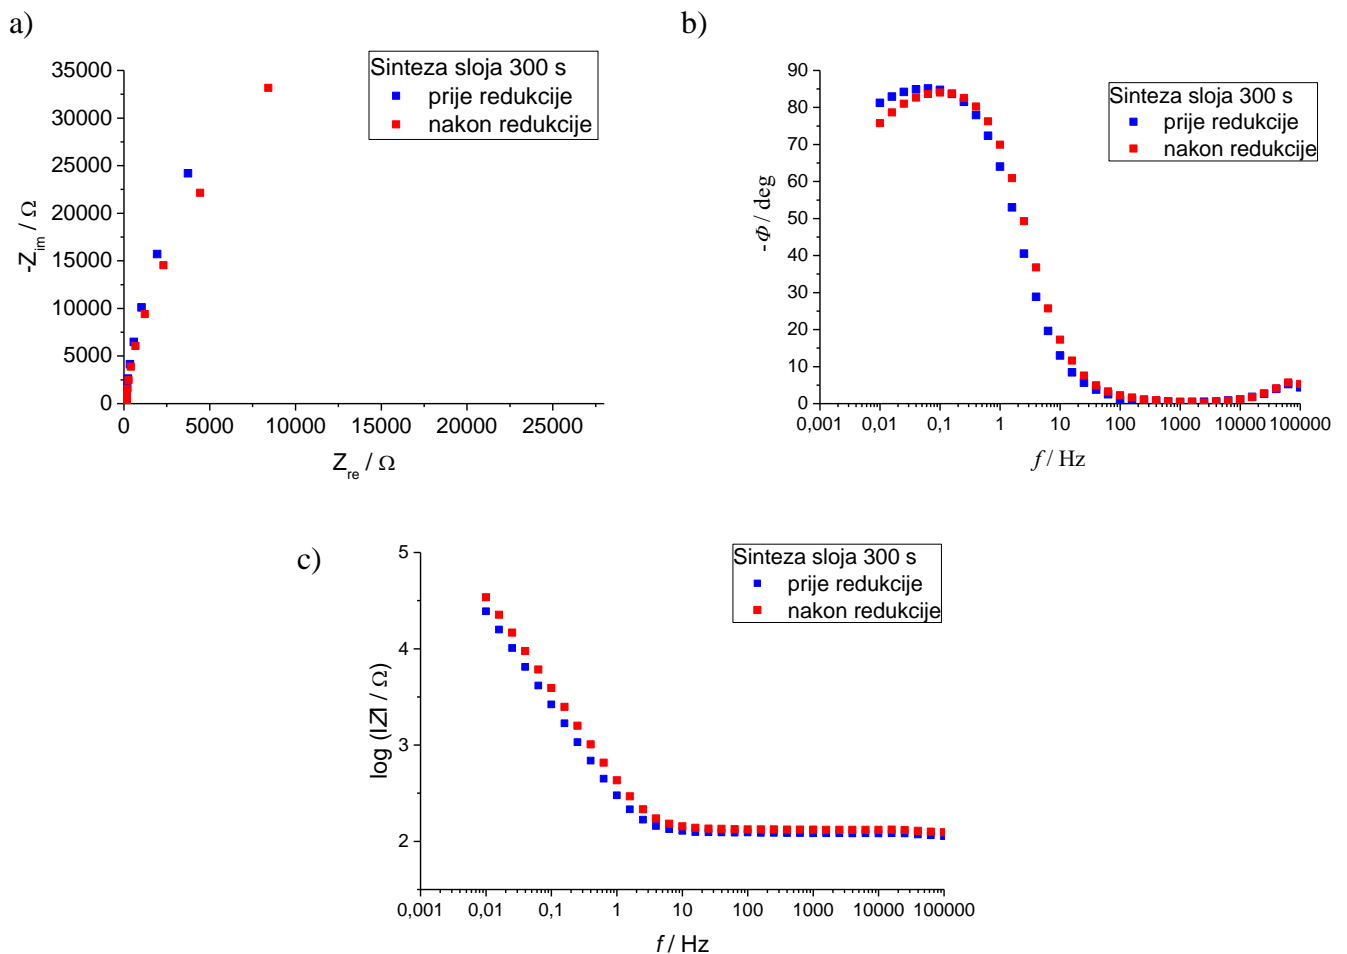 a)
Sinteza sloja 300 s
prije redukcije
nakon redukcije
35000
30000
25000
20000
15000
10000
5000
0
-Z_im / Ω
0 5000 10000 15000 20000 25000
Z_re / Ω
b)
Sinteza sloja 300 s
prije redukcije
nakon redukcije
90
80
70
60
50
40
30
20
10
0
-Φ / deg
0,001 0,01 0,1 1 10 100 1000 10000 100000
f / Hz
c)
Sinteza sloja 300 s
prije redukcije
nakon redukcije
5
4
3
2
log (|Z| / Ω)
0,001 0,01 0,1 1 10 100 1000 10000 100000
f / Hz